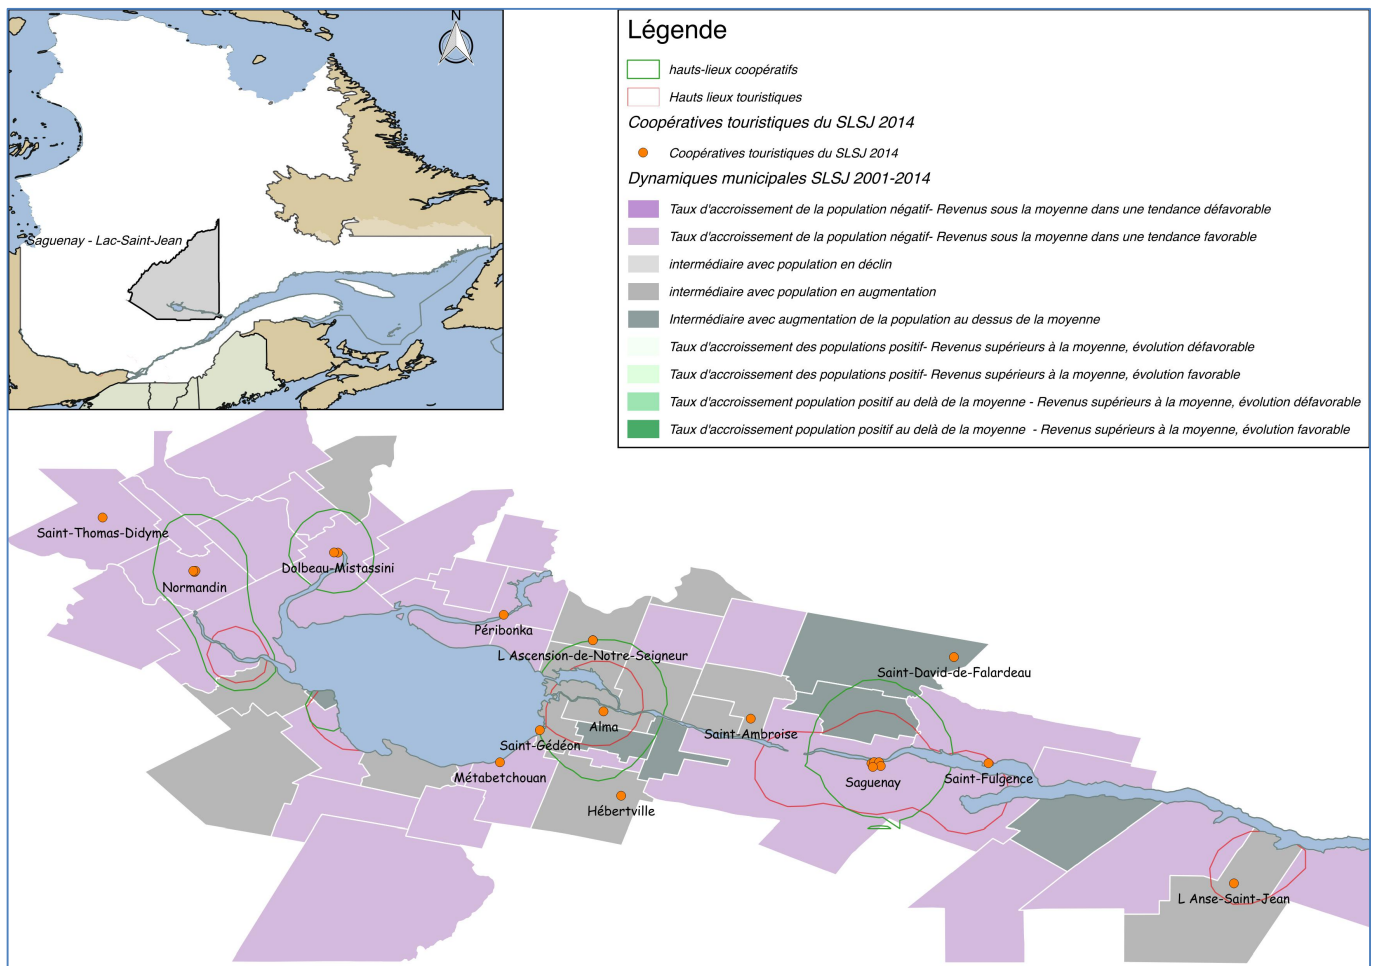 N
Saguenay - Lac-Saint-Jean
Légende
hauts-lieux coopératifs
Hauts lieux touristiques
Coopératives touristiques du SLSJ 2014
Coopératives touristiques du SLSJ 2014
Dynamiques municipales SLSJ 2001-2014
Taux d'accroissement de la population négatif- Revenus sous la moyenne dans une tendance défavorable
Taux d'accroissement de la population négatif- Revenus sous la moyenne dans une tendance favorable
intermédiaire avec population en déclin
intermédiaire avec population en augmentation
Intermédiaire avec augmentation de la population au dessus de la moyenne
Taux d'accroissement des populations positif- Revenus supérieurs à la moyenne, évolution défavorable
Taux d'accroissement des populations positif- Revenus supérieurs à la moyenne, évolution favorable
Taux d'accroissement population positif au delà de la moyenne - Revenus supérieurs à la moyenne, évolution défavorable
Taux d'accroissement population positif au delà de la moyenne - Revenus supérieurs à la moyenne, évolution favorable
Saint-Thomas-Didyme
Normandin
Dolbeau-Mistassini
Péribonka
L Ascension-de-Notre-Seigneur
Saint-David-de-Falardeau
Alma
Saint-Ambroise
Saint-Gédéon
Métabetchouan
Saguenay
Saint-Fulgence
Hébertville
L Anse-Saint-Jean